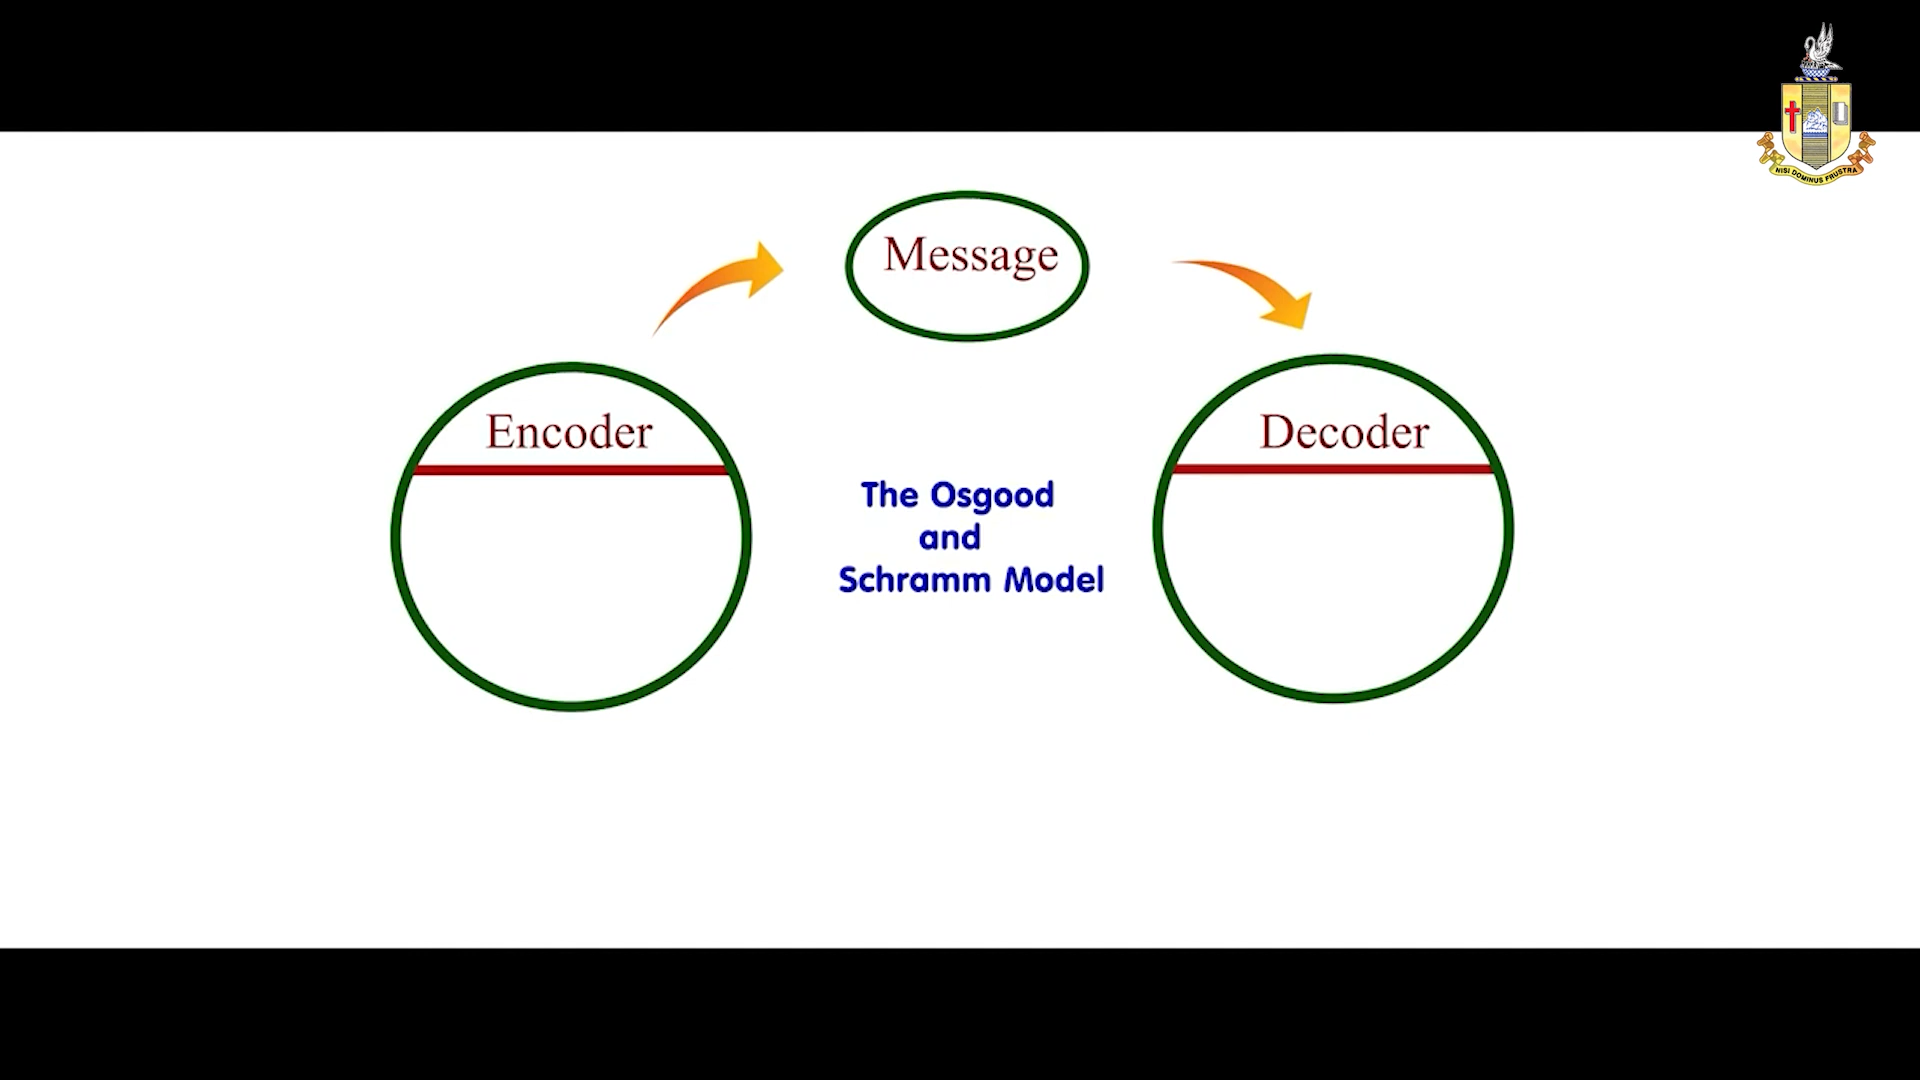 Message
Encoder
Decoder
The Osgood
and
Schramm Model
NISI DOMINUS FRUSTRA